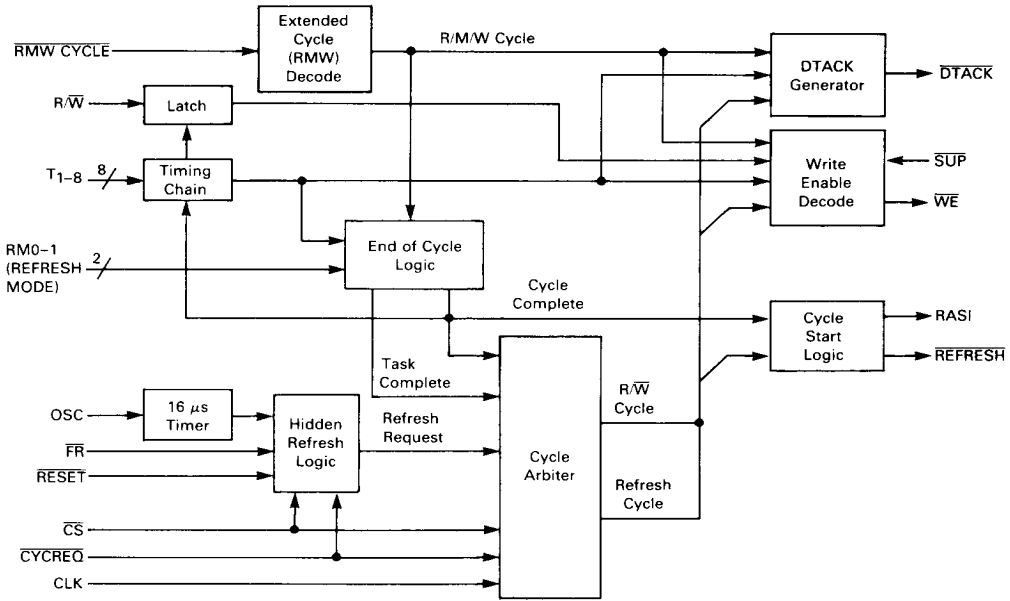 RMW CYCLE
Extended
Cycle
(RMW)
Decode
R/M/W Cycle
DTACK
Generator
DTACK
R/W
Latch
T1-8
8
Timing
Chain
Write
Enable
Decode
SUP
WE
RM0-1
(REFRESH
MODE)
2
End of Cycle
Logic
Cycle
Complete
Cycle
Start
Logic
RASI
REFRESH
Task
Complete
OSC
16 μs
Timer
FR
RESET
Hidden
Refresh
Logic
Refresh
Request
Cycle
Arbiter
R/W
Cycle
Refresh
Cycle
CS
CYCREQ
CLK